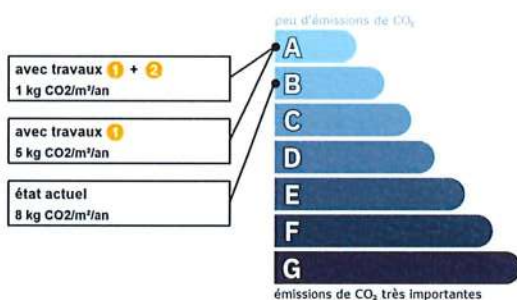 peu d'émissions de CO₂
avec travaux 1 + 2
1 kg CO2/m²/an
avec travaux 1
5 kg CO2/m²/an
état actuel
8 kg CO2/m²/an
A
B
C
D
E
F
G
émissions de CO₂ très importantes